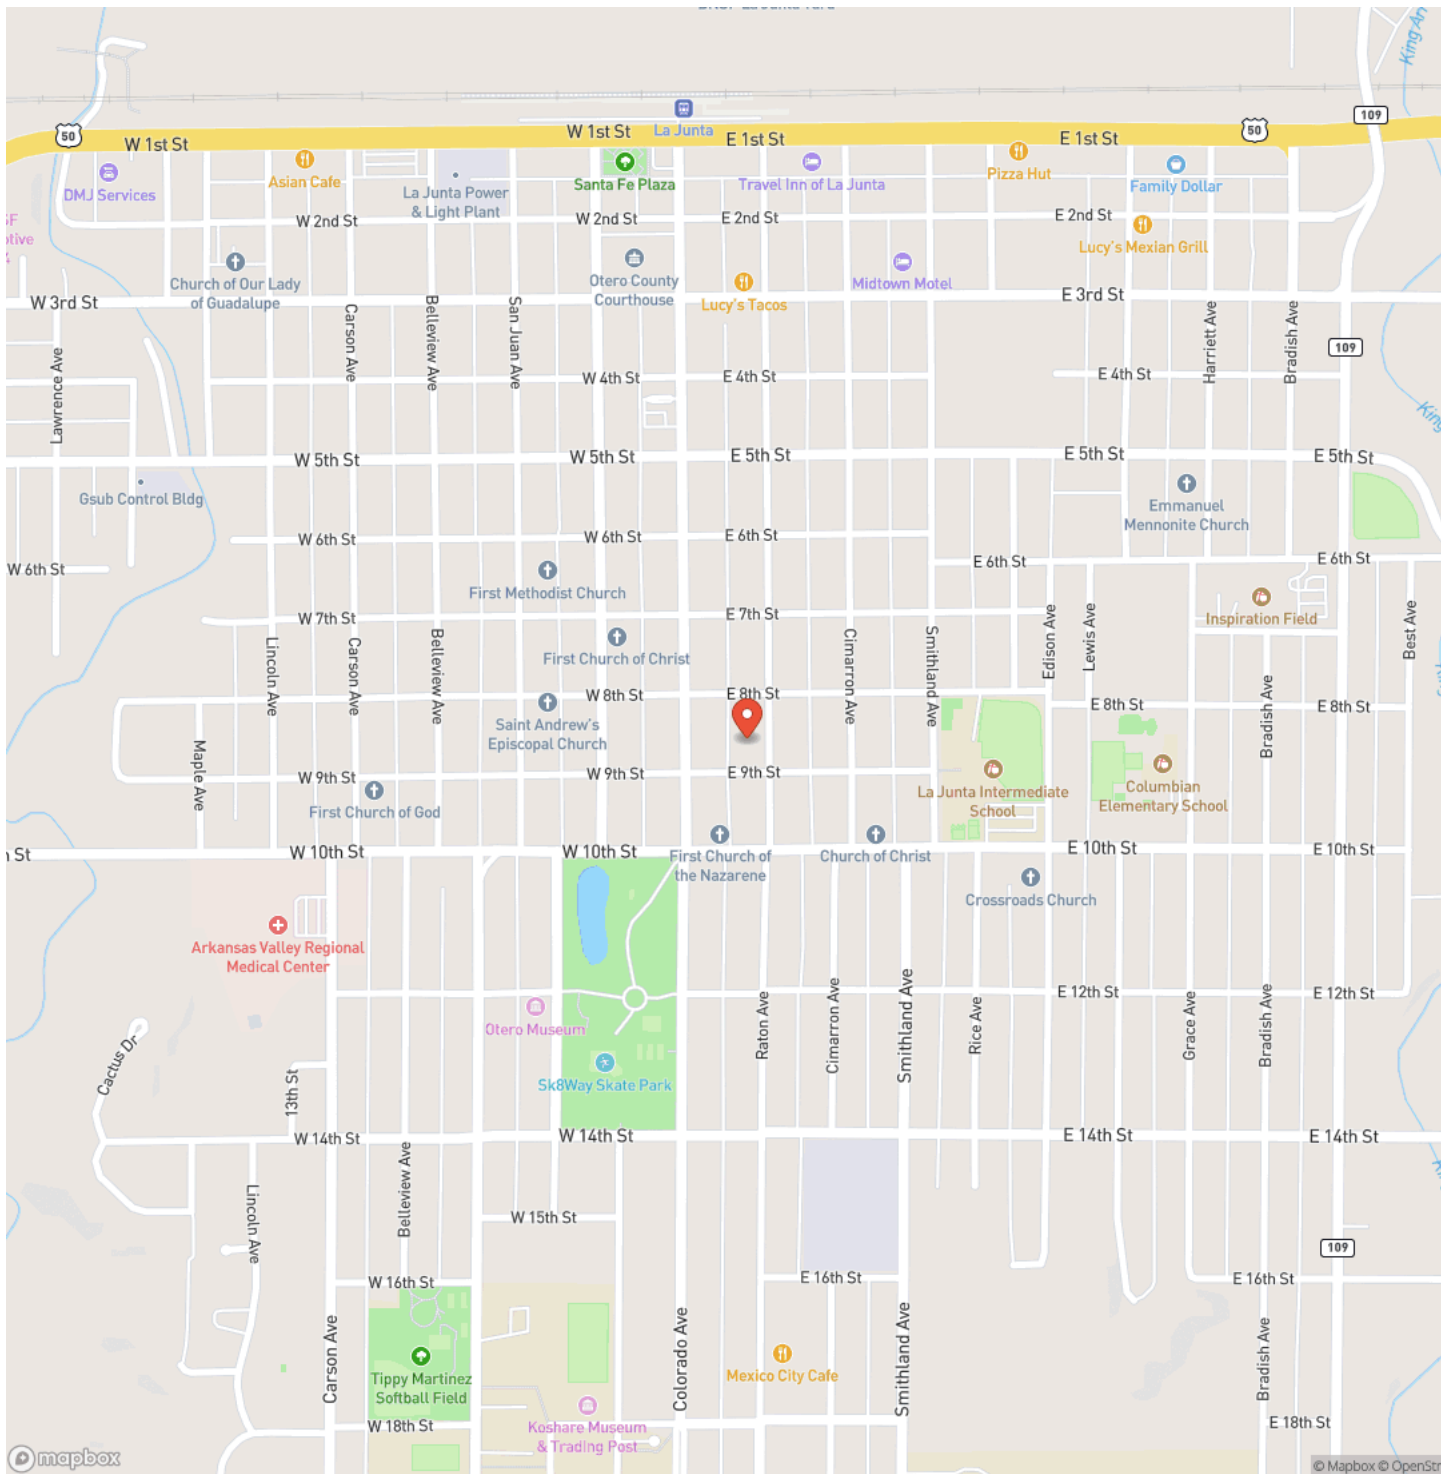 King Ar
109
50
W 1st St
W 1st St
La Junta
E 1st St
E 1st St
50
DMJ Services
Asian Cafe
La Junta Power
& Light Plant
Santa Fe Plaza
Travel Inn of La Junta
Pizza Hut
Family Dollar
W 2nd St
W 2nd St
E 2nd St
E 2nd St
SF
otive
&
Lucy's Mexian Grill
Church of Our Lady
of Guadalupe
Otero County
Courthouse
Lucy's Tacos
Midtown Motel
W 3rd St
E 3rd St
Lawrence Ave
Carson Ave
Belleview Ave
San Juan Ave
Harriett Ave
Bradish Ave
109
W 4th St
E 4th St
E 4th St
King
W 5th St
W 5th St
E 5th St
E 5th St
E 5th St
Gsub Control Bldg
Emmanuel
Mennonite Church
W 6th St
W 6th St
W 6th St
E 6th St
E 6th St
E 6th St
First Methodist Church
Inspiration Field
W 7th St
E 7th St
Lincoln Ave
Carson Ave
Belleview Ave
First Church of Christ
Cimarron Ave
Smithland Ave
Edison Ave
Lewis Ave
Best Ave
W 8th St
E 8th St
E 8th St
E 8th St
Saint Andrew's
Episcopal Church
Maple Ave
Bradish Ave
W 9th St
W 9th St
E 9th St
First Church of God
La Junta Intermediate
School
Columbian
Elementary School
h St
W 10th St
W 10th St
First Church of
the Nazarene
Church of Christ
E 10th St
E 10th St
Crossroads Church
Arkansas Valley Regional
Medical Center
Otero Museum
E 12th St
E 12th St
Raton Ave
Cimarron Ave
Smithland Ave
Rice Ave
Grace Ave
Bradish Ave
Cactus Dr
13th St
Sk8Way Skate Park
W 14th St
W 14th St
E 14th St
E 14th St
Lincoln Ave
Belleview Ave
W 15th St
109
W 16th St
E 16th St
E 16th St
Carson Ave
Colorado Ave
Smithland Ave
Bradish Ave
Tippy Martinez
Softball Field
Mexico City Cafe
W 18th St
Koshare Museum
& Trading Post
E 18th St
mapbox
© Mapbox © OpenStr